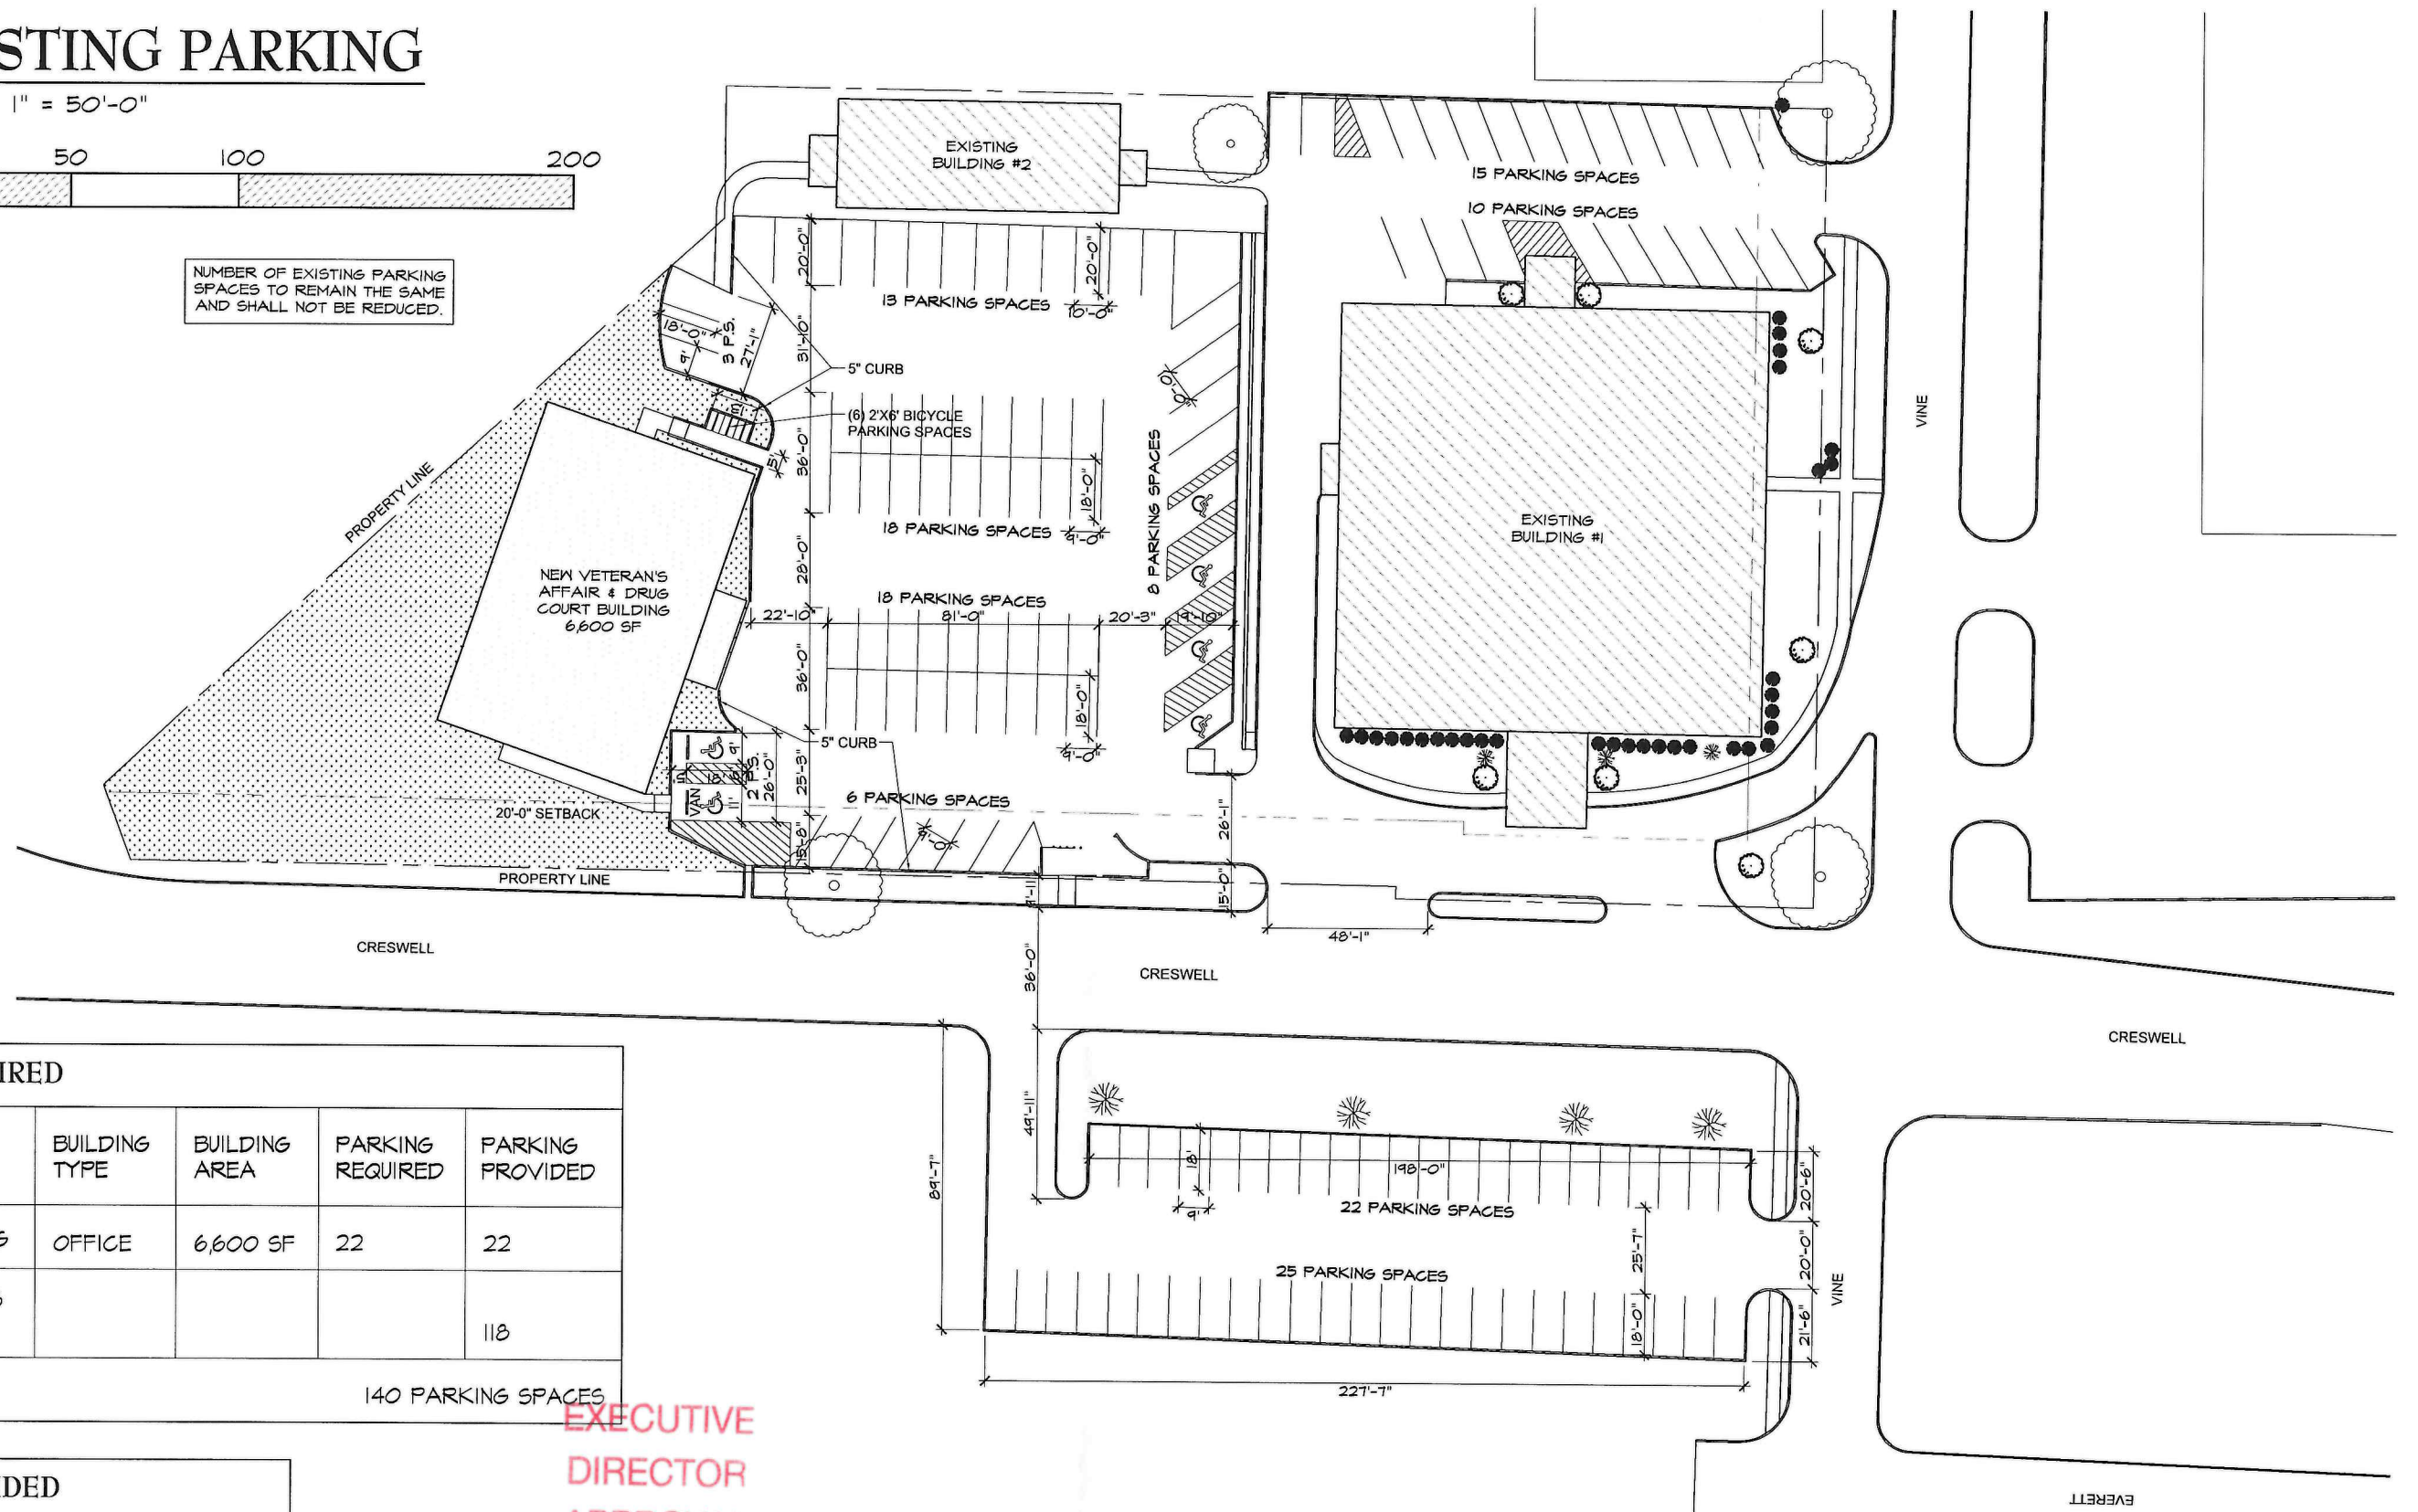 STING PARKING
1" = 50'-0"
50 100 200
NUMBER OF EXISTING PARKING
SPACES TO REMAIN THE SAME
AND SHALL NOT BE REDUCED.
EXISTING
BUILDING #2
15 PARKING SPACES
10 PARKING SPACES
20'-0"
20'-0"
13 PARKING SPACES
10'-0"
18'-0"
9'
3 P.S.
27'-1"
31'-10"
5" CURB
(6) 2'X6' BICYCLE
PARKING SPACES
5'
36'-0"
18'-0"
18 PARKING SPACES
9'-0"
8 PARKING SPACES
PROPERTY LINE
NEW VETERAN'S
AFFAIR & DRUG
COURT BUILDING
6,600 SF
28'-0"
18 PARKING SPACES
22'-10"
81'-0"
20'-3"
19'-10"
EXISTING
BUILDING #1
VINE
36'-0"
18'-0"
9'-0"
5" CURB
9'
18'
2 P.S.
26'-0"
25'-3"
VAN
11'
6 PARKING SPACES
20'-0" SETBACK
15'-8"
9'-0"
26'-1"
15'-0"
PROPERTY LINE
48'-1"
CRESWELL
CRESWELL
CRESWELL
36'-0"
49'-11"
89'-7"
18'
198'-0"
9'
22 PARKING SPACES
25 PARKING SPACES
25'-7"
18'-0"
20'-6"
20'-0"
21'-6"
VINE
227'-7"
IRED
BUILDING
TYPE
BUILDING
AREA
PARKING
REQUIRED
PARKING
PROVIDED
OFFICE 6,600 SF 22 22
118
140 PARKING SPACES
EXECUTIVE
DIRECTOR
IDED
EVERETT